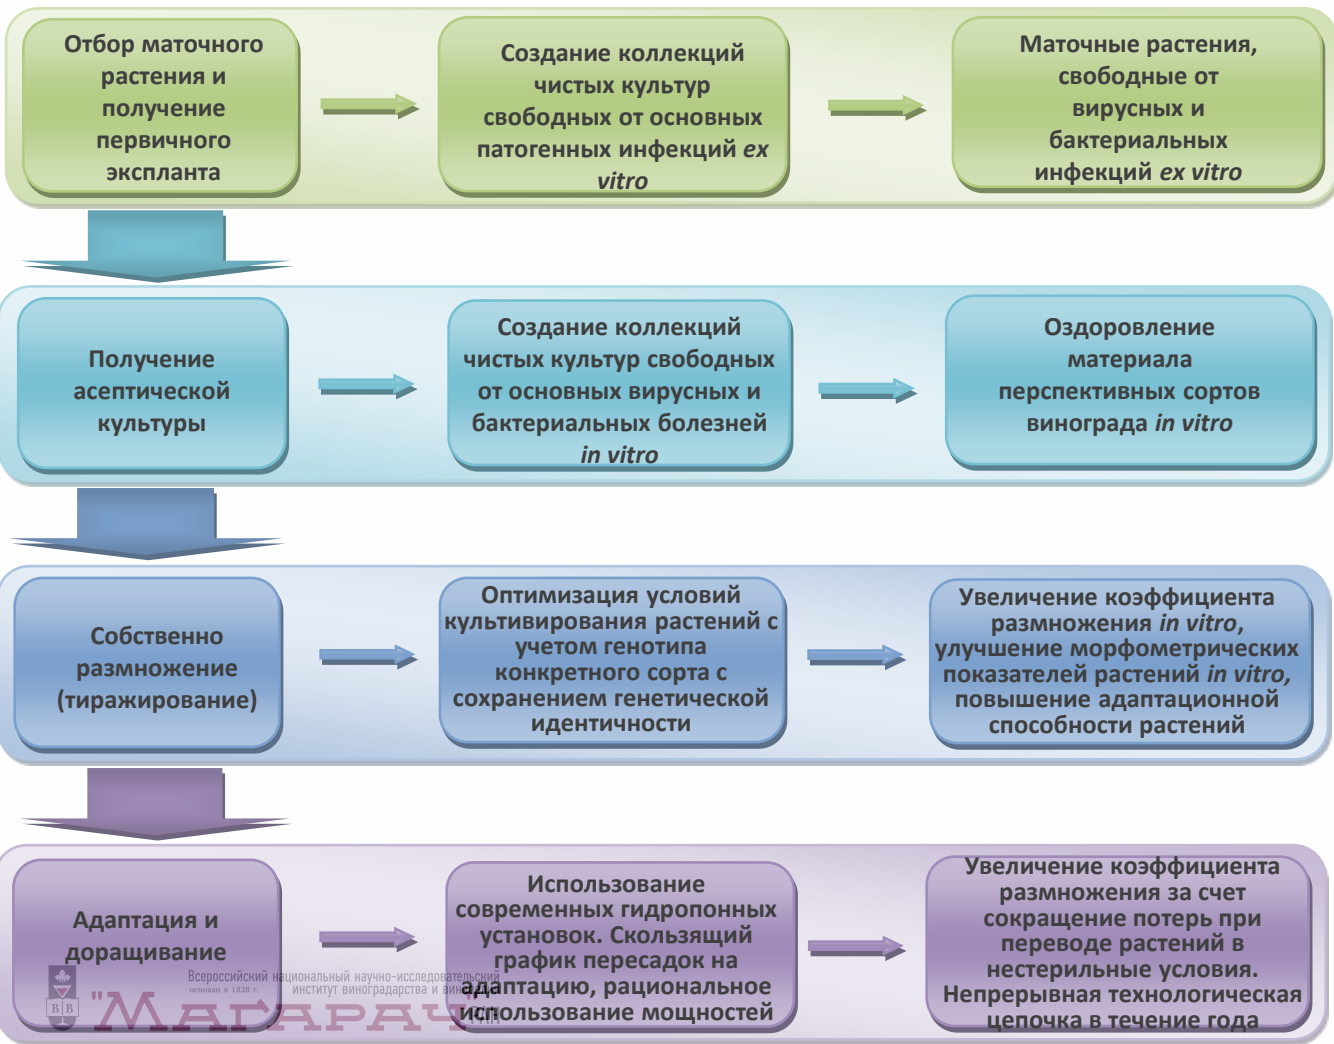 Отбор маточного
растения и
получение
первичного
экспланта
Создание коллекций
чистых культур
свободных от основных
патогенных инфекций ex
vitro
Маточные растения,
свободные от
вирусных и
бактериальных
инфекций ex vitro
Получение
асептической
культуры
Создание коллекций
чистых культур свободных
от основных вирусных и
бактериальных болезней
in vitro
Оздоровление
материала
перспективных сортов
винограда in vitro
Собственно
размножение
(тиражирование)
Оптимизация условий
культивирования растений с
учетом генотипа
конкретного сорта с
сохранением генетической
идентичности
Увеличение коэффициента
размножения in vitro,
улучшение морфометрических
показателей растений in vitro,
повышение адаптационной
способности растений
Адаптация и
доращивание
Использование
современных гидропонных
установок. Скользящий
график пересадок на
адаптацию, рациональное
использование мощностей
Увеличение коэффициента
размножения за счет
сокращение потерь при
переводе растений в
нестерильные условия.
Непрерывная технологическая
цепочка в течение года
Всероссийский национальный научно-исследовательский
основан в 1828 г.
институт виноградарства и
ВВ
"МАГАРАЧ"
РАН